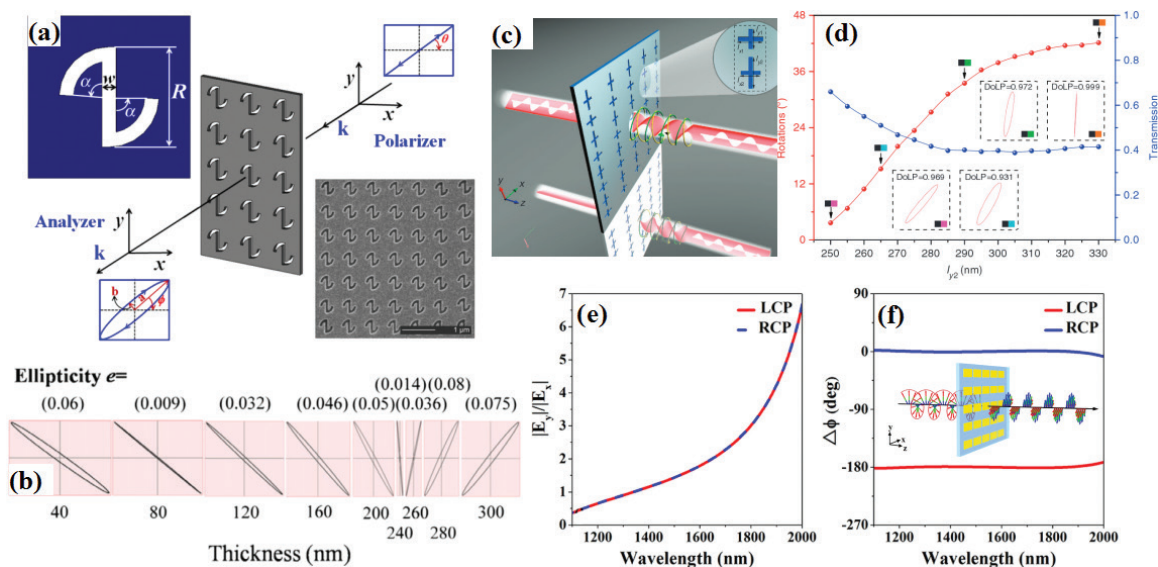 (a)
w
α
α
R
y
θ
x
k
Polarizer
Analyzer
y
k
x
b
a
φ
(c)
y
x
z
(d)
48
36
24
12
0
Rotations (°)
1.0
0.8
0.6
0.4
0.2
0.0
Transmission
DoLP=0.972
DoLP=0.999
DoLP=0.969
DoLP=0.931
250 260 270 280 290 300 310 320 330
l_y2 (nm)
Ellipticity e=
(0.014)(0.08)
(0.06) (0.009) (0.032) (0.046) (0.05) (0.036) (0.075)
(b)
40 80 120 160 200 260 300
240 280
Thickness (nm)
(e)
LCP
RCP
7
6
5
4
3
2
1
0
|E_y|/|E_x|
1200 1400 1600 1800 2000
Wavelength (nm)
(f)
LCP
RCP
90
0
-90
-180
-270
△ϕ (deg)
y
x
z
1200 1400 1600 1800 2000
Wavelength (nm)